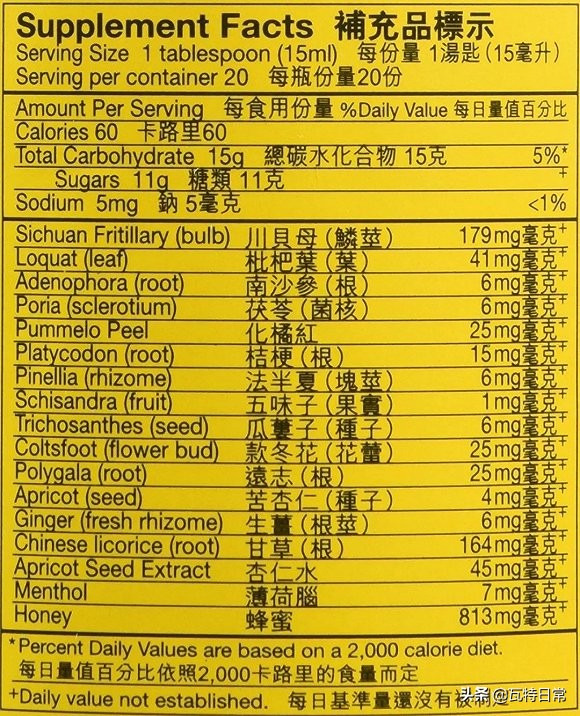 Supplement Facts 補充品標示
Serving Size 1 tablespoon (15ml) 每份量 1湯匙 (15毫升)
Serving per container 20 每瓶份量20份
Amount Per Serving 每食用份量 %Daily Value 每日量值百分比
Calories 60 卡路里60
Total Carbohydrate 15g 總碳水化合物 15克 5%*
Sugars 11g 糖類 11克 +
Sodium 5mg 鈉 5毫克 <1%
Sichuan Fritillary (bulb) 川貝母 (鱗莖) 179mg毫克+
Loquat (leaf) 枇杷葉 (葉) 41mg毫克+
Adenophora (root) 南沙參 (根) 6mg毫克+
Poria (sclerotium) 茯苓 (菌核) 6mg毫克+
Pummelo Peel 化橘紅 25mg毫克+
Platycodon (root) 桔梗 (根) 15mg毫克+
Pinellia (rhizome) 法半夏 (塊莖) 6mg毫克+
Schisandra (fruit) 五味子 (果實) 1mg毫克+
Trichosanthes (seed) 瓜蔞子 (種子) 6mg毫克+
Coltsfoot (flower bud) 款冬花 (花蕾) 25mg毫克+
Polygala (root) 遠志 (根) 25mg毫克+
Apricot (seed) 苦杏仁 (種子) 4mg毫克+
Ginger (fresh rhizome) 生薑 (根莖) 6mg毫克+
Chinese licorice (root) 甘草 (根) 164mg毫克+
Apricot Seed Extract 杏仁水 45mg毫克+
Menthol 薄荷腦 7mg毫克+
Honey 蜂蜜 813mg毫克+
*Percent Daily Values are based on a 2,000 calorie diet.
每日量值百分比依照2,000卡路里的食量而定
+Daily value not established. 每日基準量還沒有被
头条 @瓦特日常